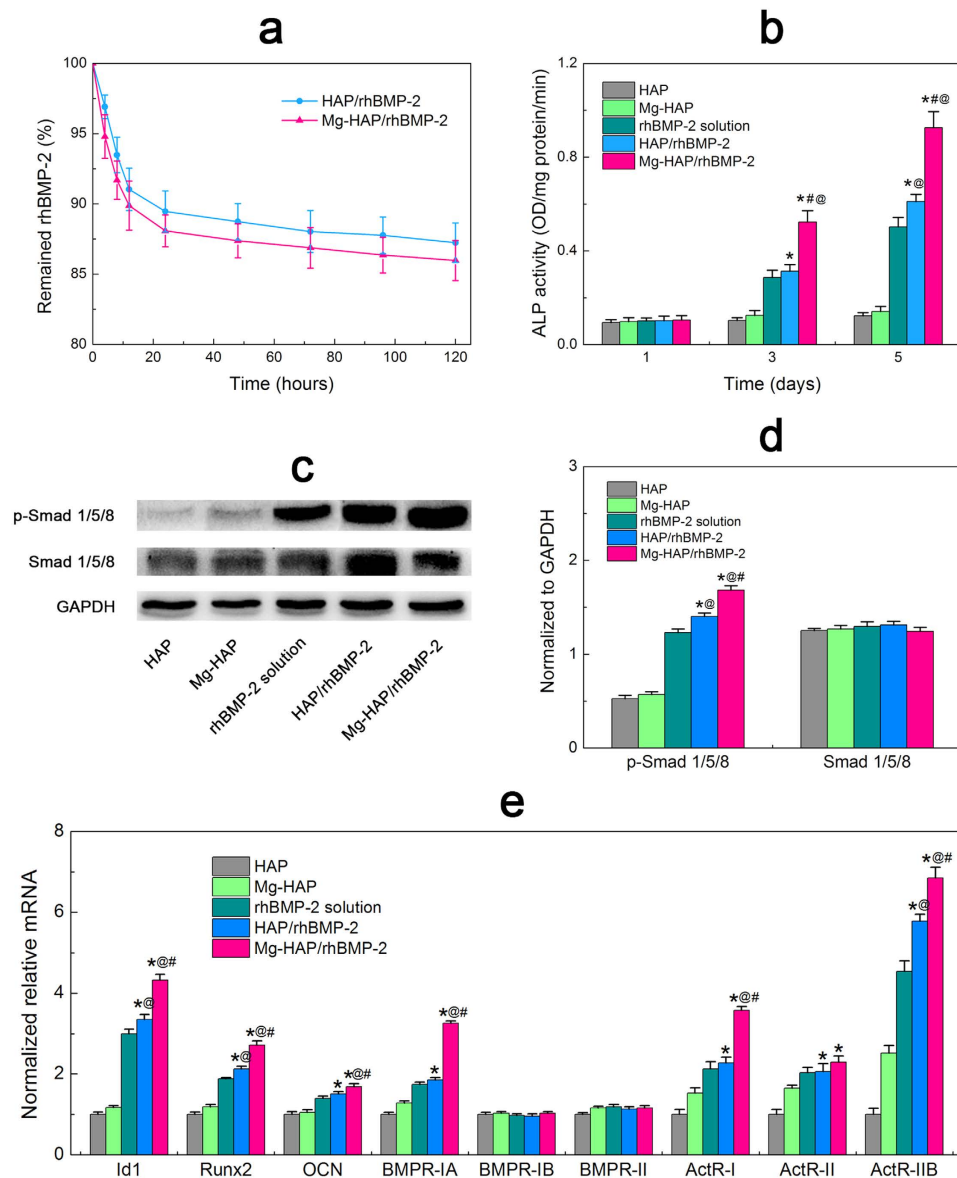 a
100
95
90
85
80
Remained rhBMP-2 (%)
HAP/rhBMP-2
Mg-HAP/rhBMP-2
0 20 40 60 80 100 120
Time (hours)
b
1.2
0.8
0.4
0.0
ALP activity (OD/mg protein/min)
HAP
Mg-HAP
rhBMP-2 solution
HAP/rhBMP-2
Mg-HAP/rhBMP-2
*
*#@
*@
*#@
1 3 5
Time (days)
c
p-Smad 1/5/8
Smad 1/5/8
GAPDH
HAP
Mg-HAP
rhBMP-2 solution
HAP/rhBMP-2
Mg-HAP/rhBMP-2
d
3
2
1
0
Normalized to GAPDH
HAP
Mg-HAP
rhBMP-2 solution
HAP/rhBMP-2
Mg-HAP/rhBMP-2
*@
*@#
p-Smad 1/5/8 Smad 1/5/8
e
8
6
4
2
0
Normalized relative mRNA
HAP
Mg-HAP
rhBMP-2 solution
HAP/rhBMP-2
Mg-HAP/rhBMP-2
*@
*@#
*@
*@#
*
*@#
*
*@#
*
*@#
*
*
*@
*@#
Id1 Runx2 OCN BMPR-IA BMPR-IB BMPR-II ActR-I ActR-II ActR-IIB